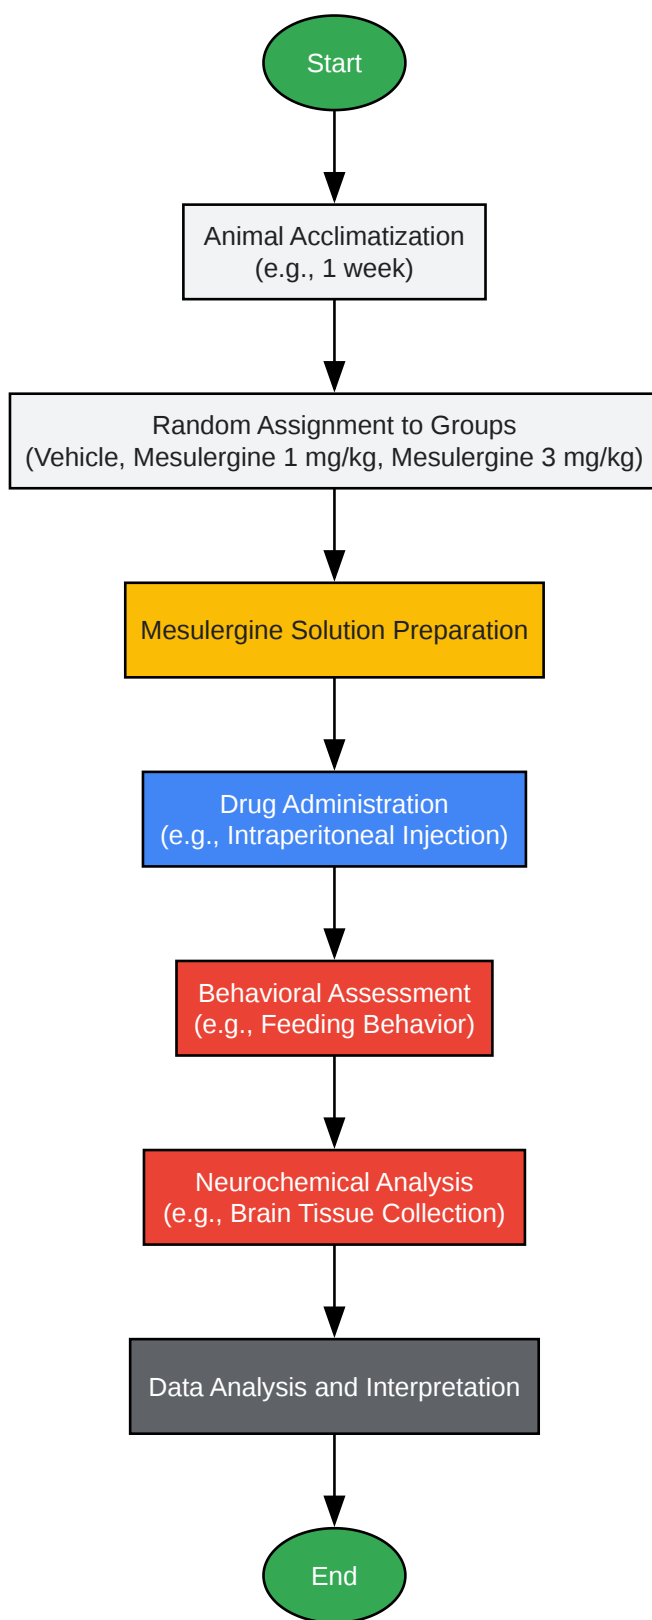 Start
Animal Acclimatization
(e.g., 1 week)
Random Assignment to Groups
(Vehicle, Mesulergine 1 mg/kg, Mesulergine 3 mg/kg)
Mesulergine Solution Preparation
Drug Administration
(e.g., Intraperitoneal Injection)
Behavioral Assessment
(e.g., Feeding Behavior)
Neurochemical Analysis
(e.g., Brain Tissue Collection)
Data Analysis and Interpretation
End